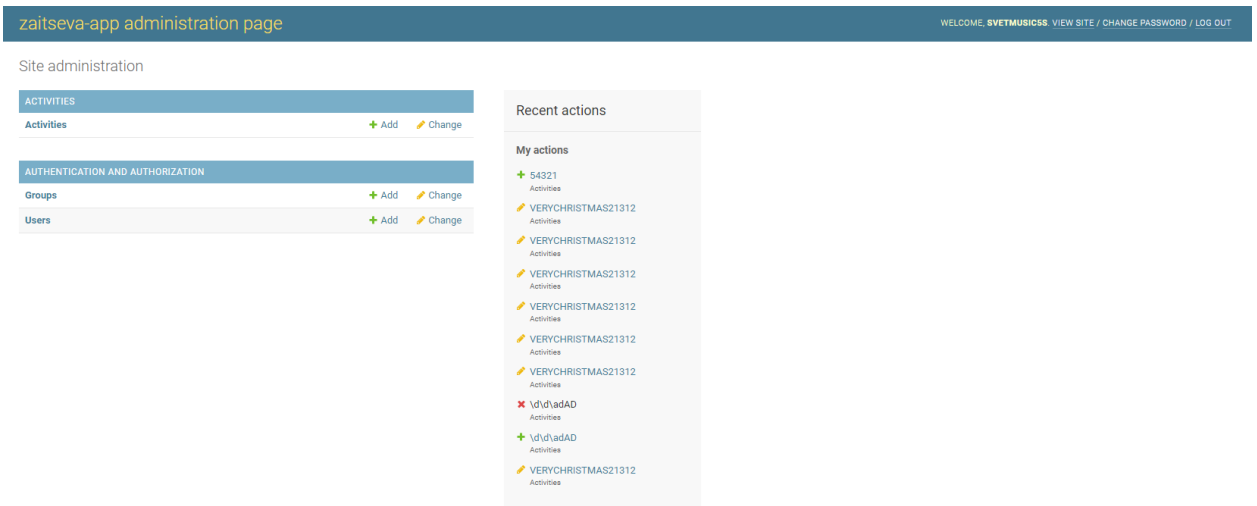 zaitseva-app administration page
WELCOME, SVETMUSIC5S. VIEW SITE / CHANGE PASSWORD / LOG OUT
Site administration
ACTIVITIES
Activities Add Change
AUTHENTICATION AND AUTHORIZATION
Groups Add Change
Users Add Change
Recent actions
My actions
54321
Activities
VERYCHRISTMAS21312
Activities
VERYCHRISTMAS21312
Activities
VERYCHRISTMAS21312
Activities
VERYCHRISTMAS21312
Activities
VERYCHRISTMAS21312
Activities
VERYCHRISTMAS21312
Activities
\d\d\adAD
Activities
\d\d\adAD
Activities
VERYCHRISTMAS21312
Activities